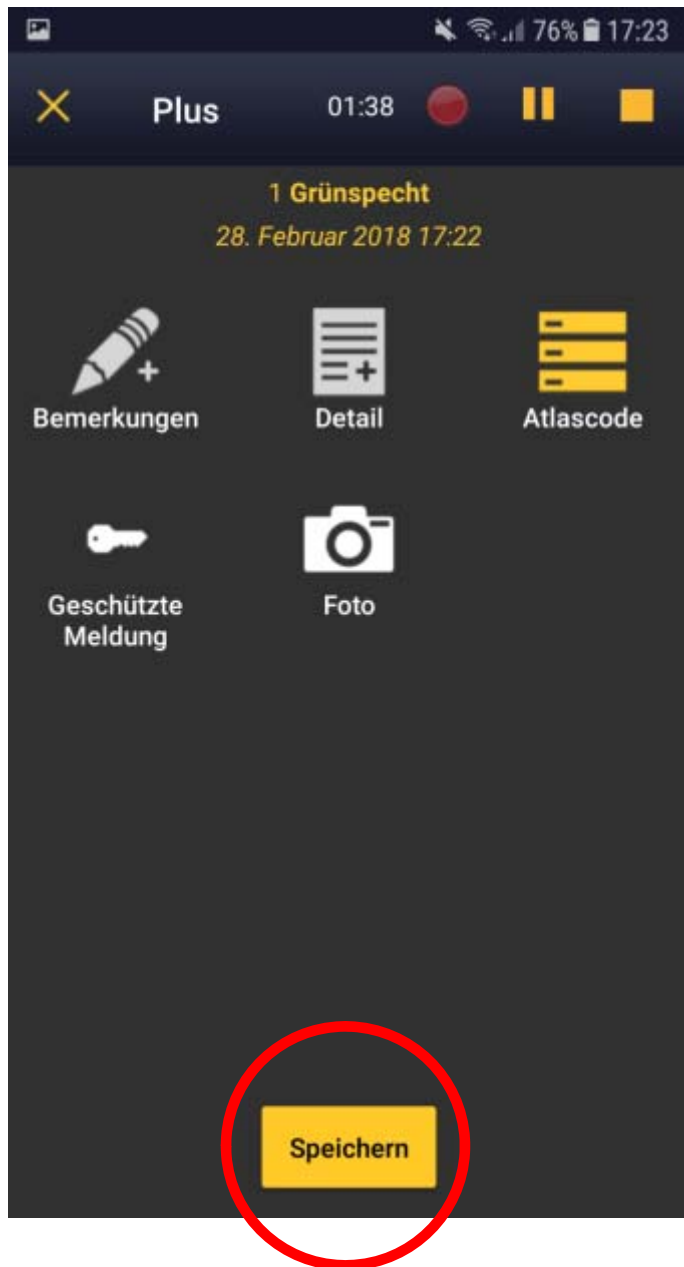 76% 17:23
Plus 01:38
1 Grünspecht
28. Februar 2018 17:22
Bemerkungen Detail Atlascode
Geschützte Meldung Foto
Speichern